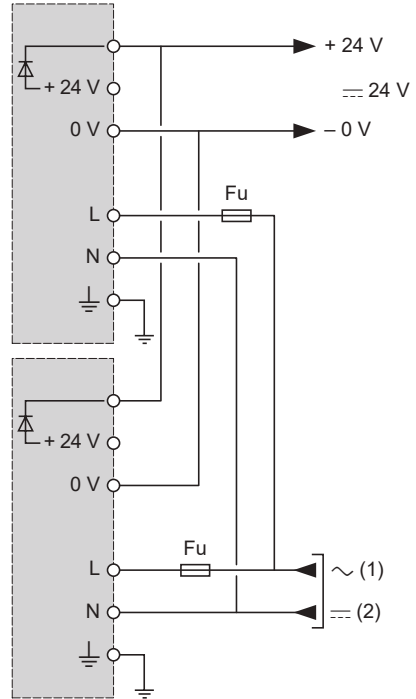 + 24 V
+ 24 V
24 V
0 V
– 0 V
Fu
L
N
+ 24 V
0 V
Fu
L
(1)
N
(2)